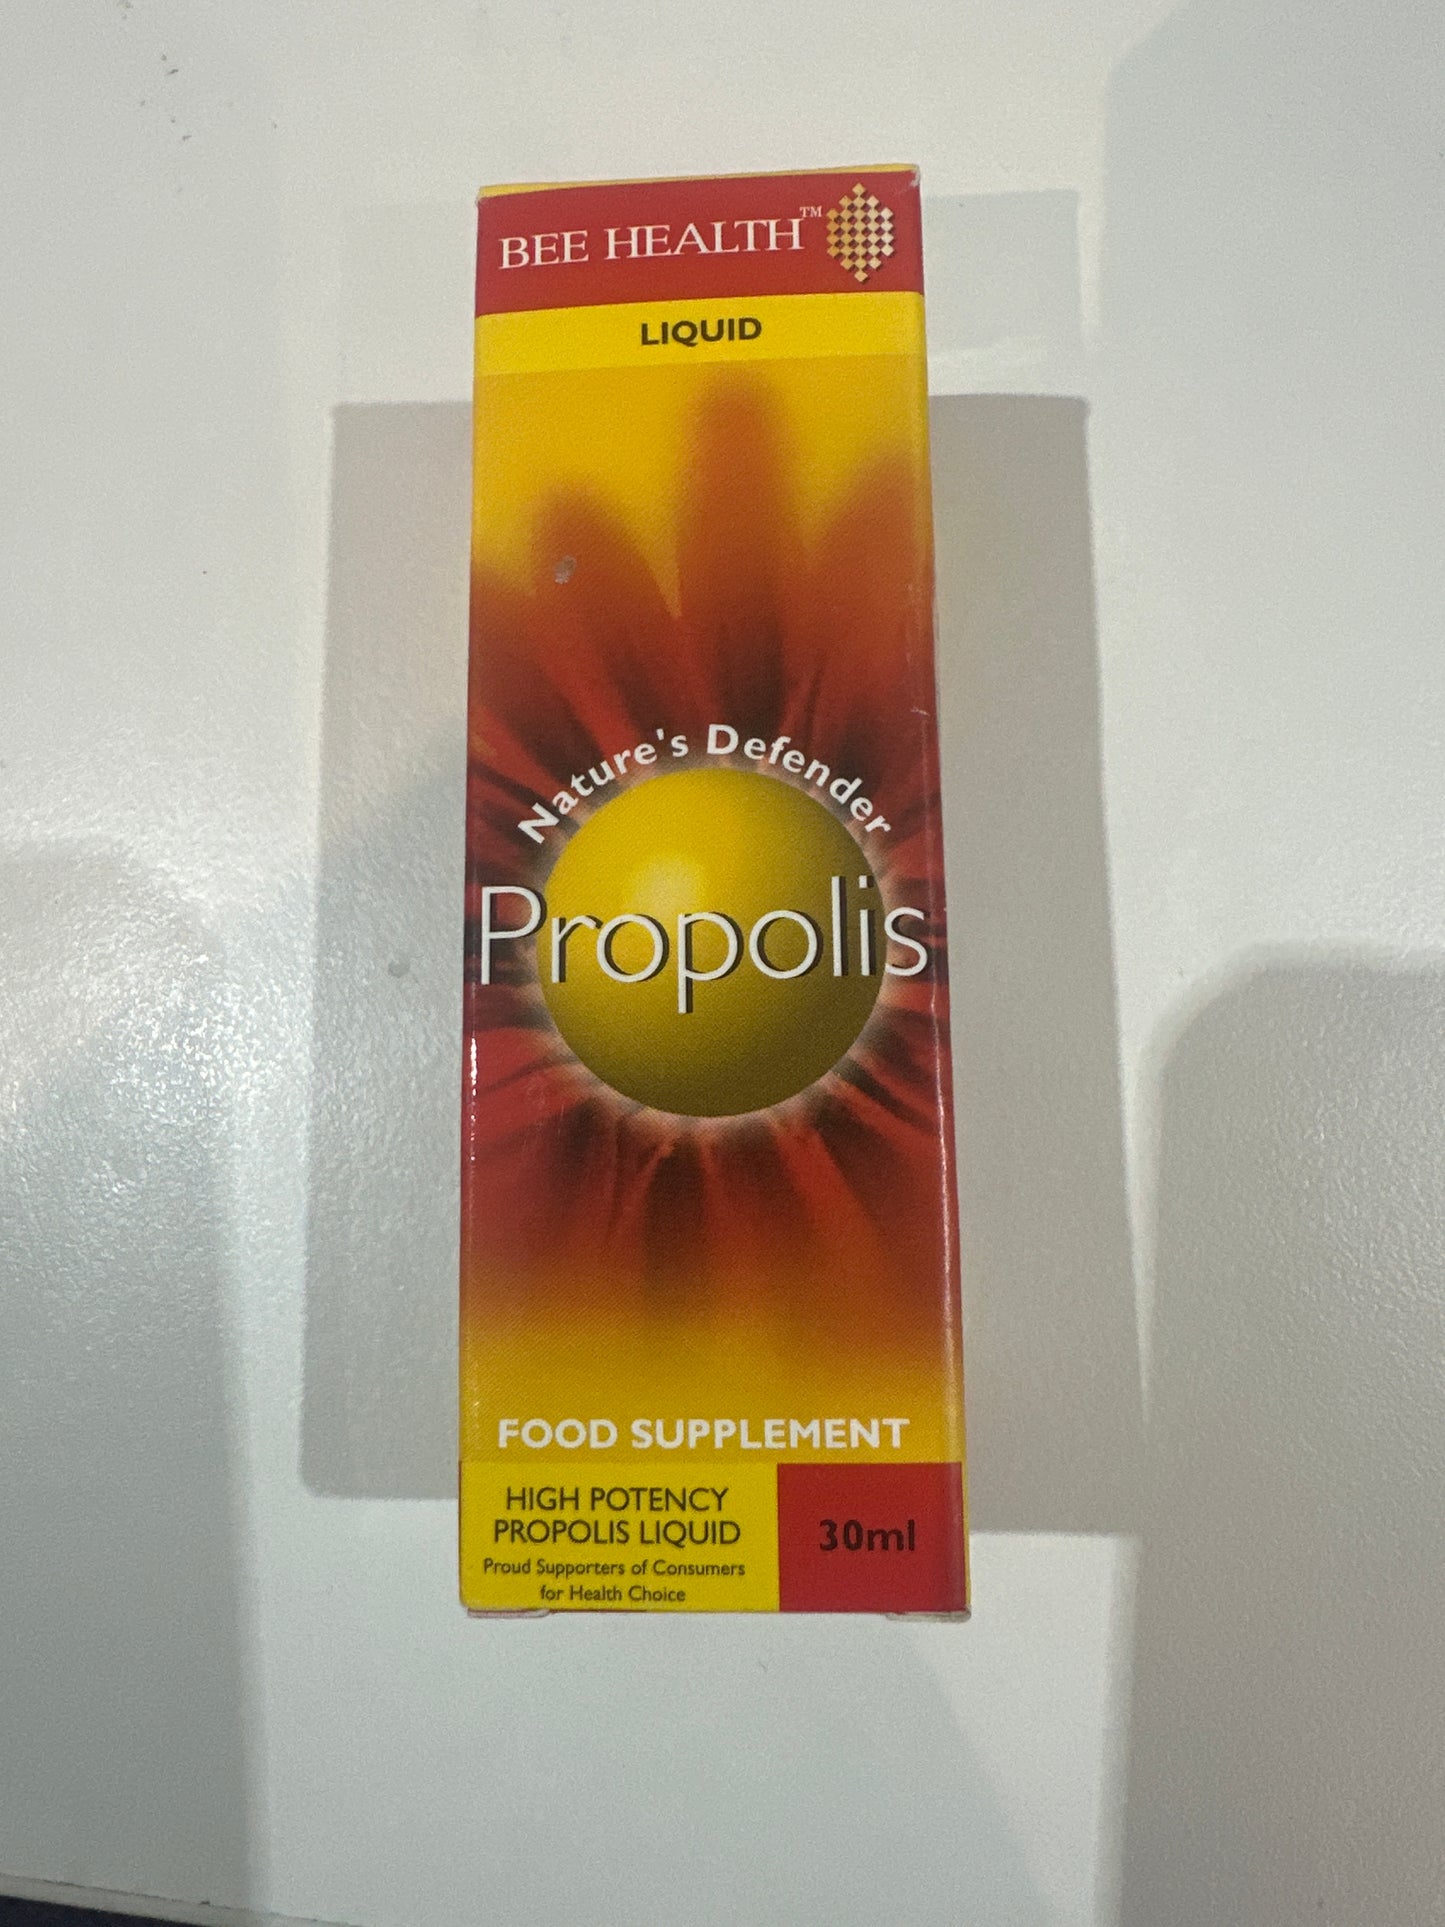 BEE HEALTH™
LIQUID
Nature's Defender
Propolis
FOOD SUPPLEMENT
HIGH POTENCY
PROPOLIS LIQUID
Proud Supporters of Consumers
for Health Choice
30ml